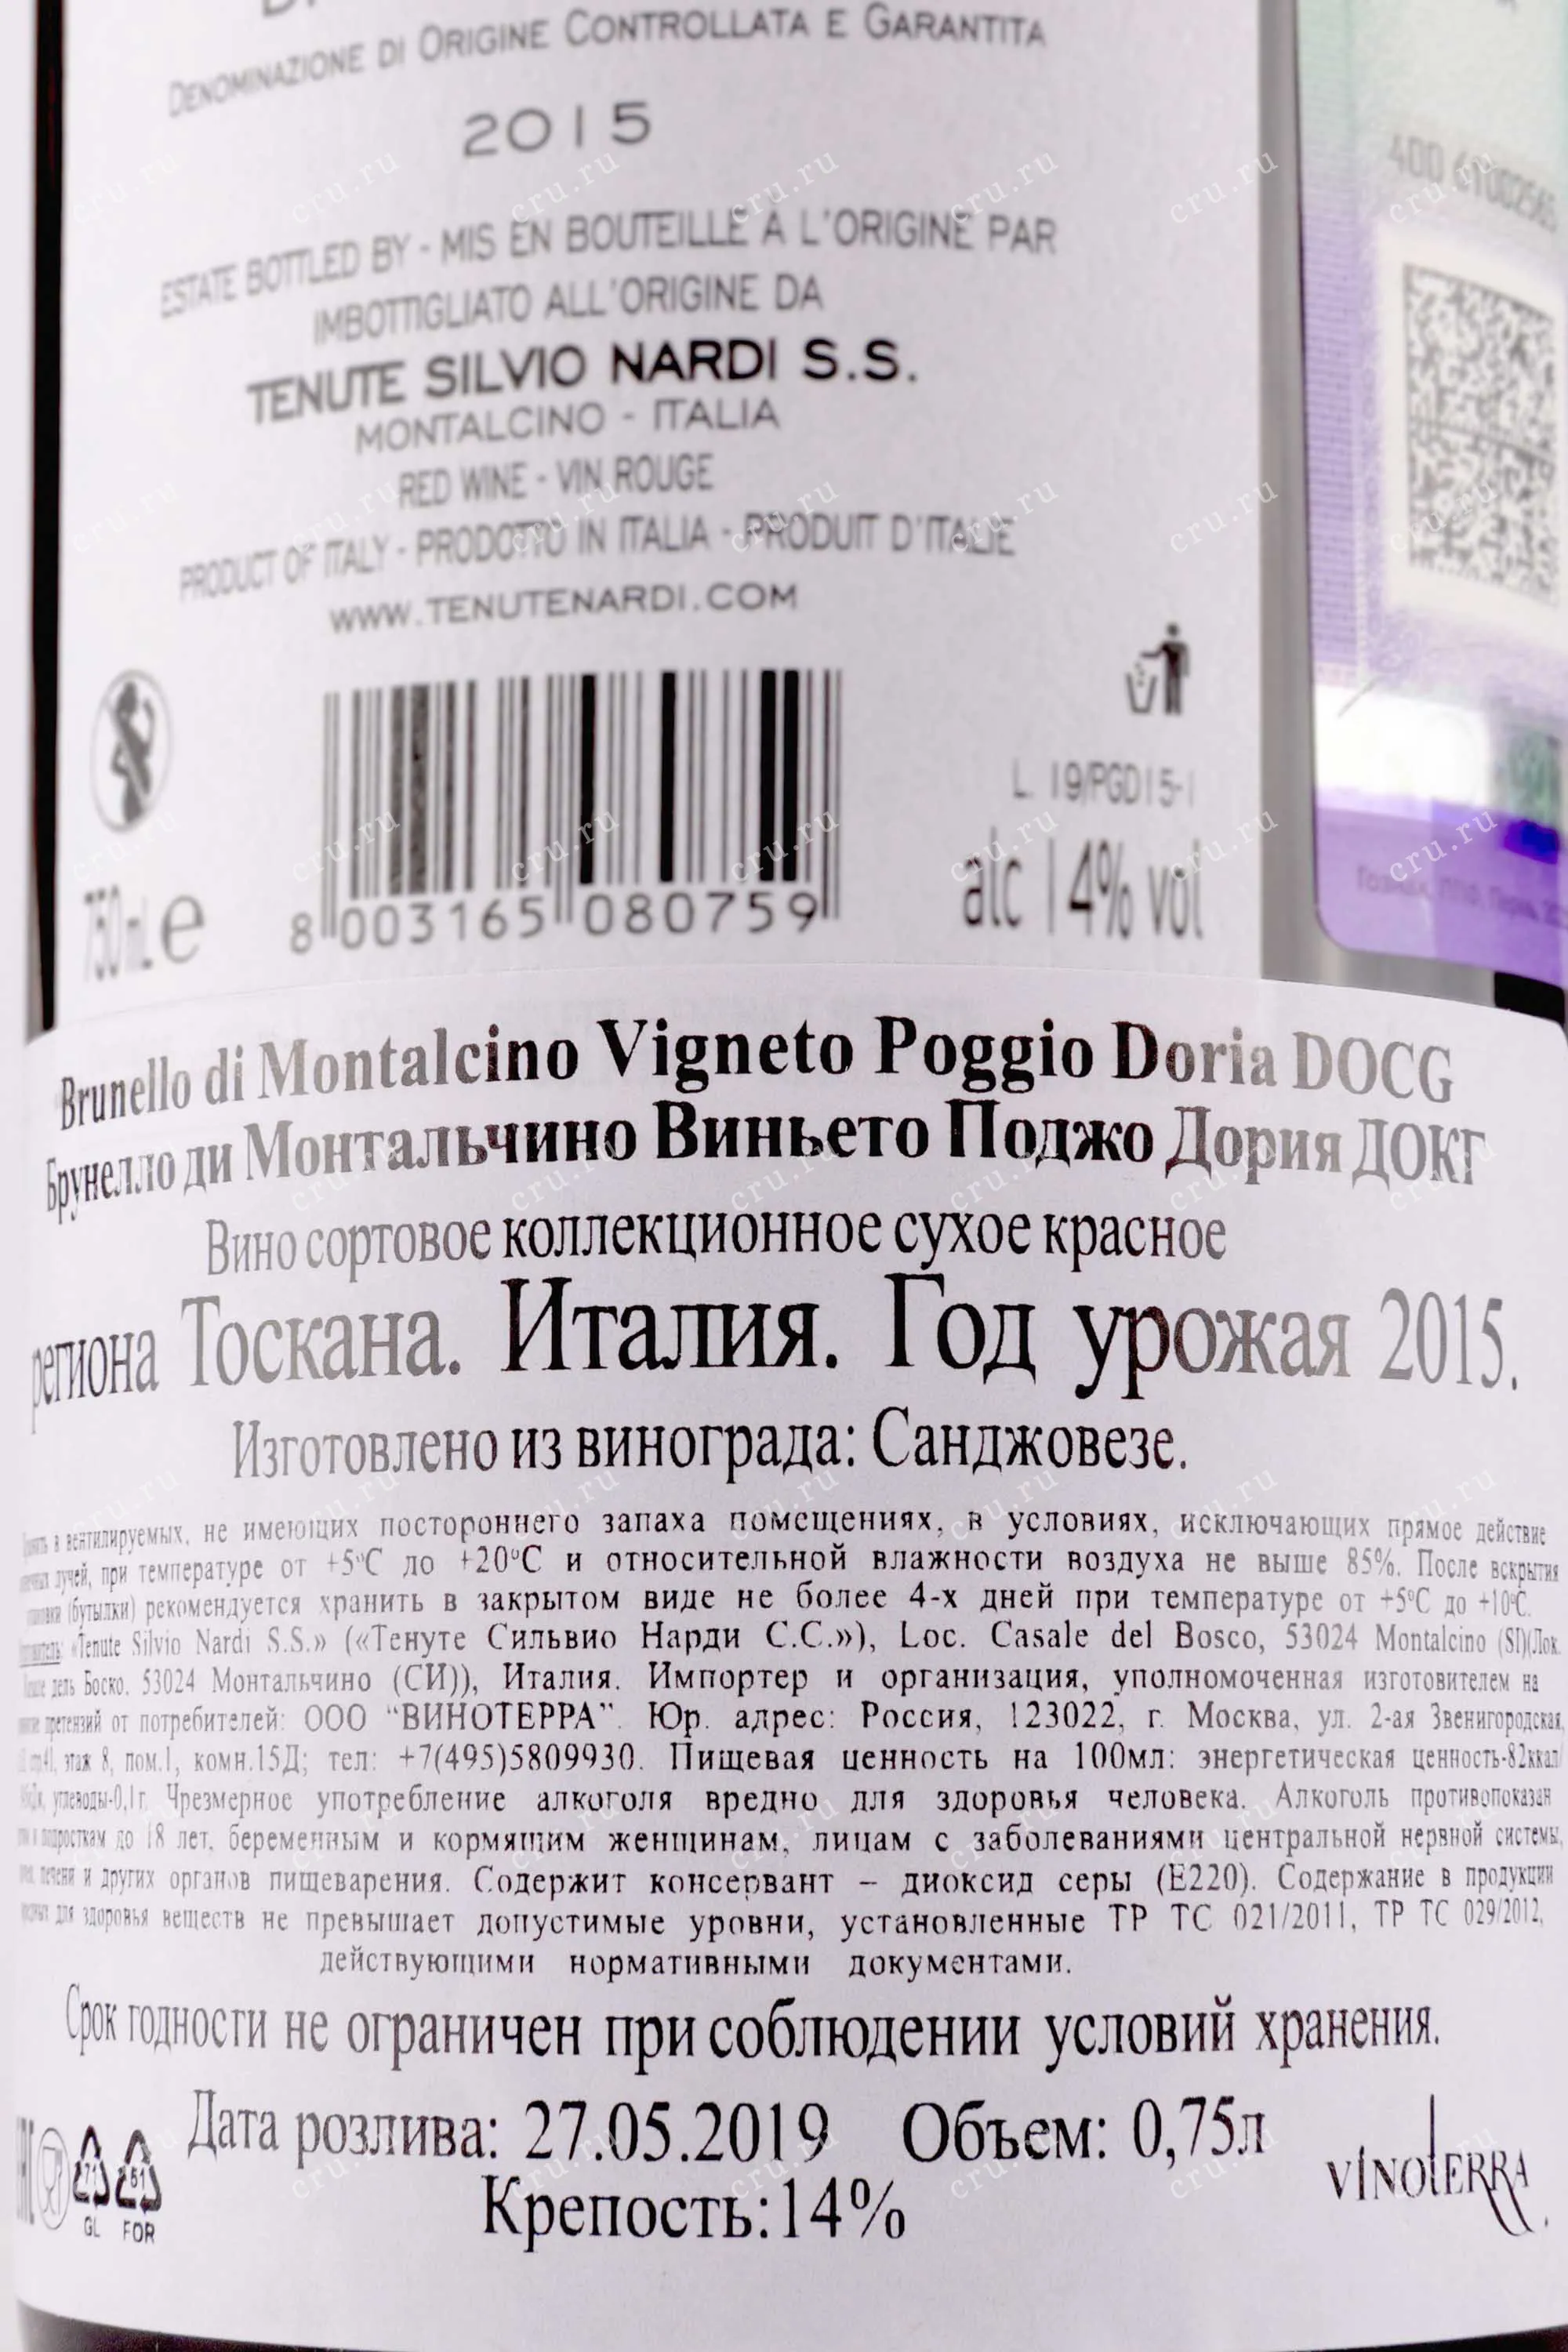 DENOMINAZIONE DI ORIGINE CONTROLLATA E GARANTITA
2015
ESTATE BOTTLED BY - MIS EN BOUTEILLE À L'ORIGINE PAR
IMBOTTIGLIATO ALL'ORIGINE DA
TENUTE SILVIO NARDI S.S.
MONTALCINO - ITALIA
RED WINE - VIN ROUGE
PRODUCT OF ITALY - PRODOTTO IN ITALIA - PRODUIT D'ITALIE
WWW.TENUTENARDI.COM
L. 19/PGD15-1
750 mL e
8 003165 080759
alc 14% vol
Brunello di Montalcino Vigneto Poggio Doria DOCG
Брунелло ди Монтальчино Виньето Поджо Дория ДОКГ
Вино сортовое коллекционное сухое красное
региона Тоскана. Италия. Год урожая 2015.
Изготовлено из винограда: Санджовезе.
в вентилируемых, не имеющих постороннего запаха помещениях, в условиях, исключающих прямое действие
лучей, при температуре от +5°C до +20°C и относительной влажности воздуха не выше 85%. После вскрытия
(бутылки) рекомендуется хранить в закрытом виде не более 4-х дней при температуре от +5°C до +10°C.
«Tenute Silvio Nardi S.S.» («Тенуте Сильвио Нарди С.С.»), Loc. Casale del Bosco, 53024 Montalcino (SI)(Лок.
дель Боско, 53024 Монтальчино (СИ)), Италия. Импортер и организация, уполномоченная изготовителем на
претензий от потребителей: ООО "ВИНОТЕРРА". Юр. адрес: Россия, 123022, г. Москва, ул. 2-ая Звенигородская,
этаж 8, пом.1, комн.15Д; тел: +7(495)5809930. Пищевая ценность на 100мл: энергетическая ценность-82ккал/
углеводы-0,1г. Чрезмерное употребление алкоголя вредно для здоровья человека. Алкоголь противопоказан
подросткам до 18 лет, беременным и кормящим женщинам, лицам с заболеваниями центральной нервной системы,
печени и других органов пищеварения. Содержит консервант – диоксид серы (E220). Содержание в продукции
для здоровья веществ не превышает допустимые уровни, установленные ТР ТС 021/2011, ТР ТС 029/2012,
действующими нормативными документами.
Срок годности не ограничен при соблюдении условий хранения.
Дата розлива: 27.05.2019 Объем: 0,75л
Крепость:14%
GL FOR
VINOTERRA
cru.ru